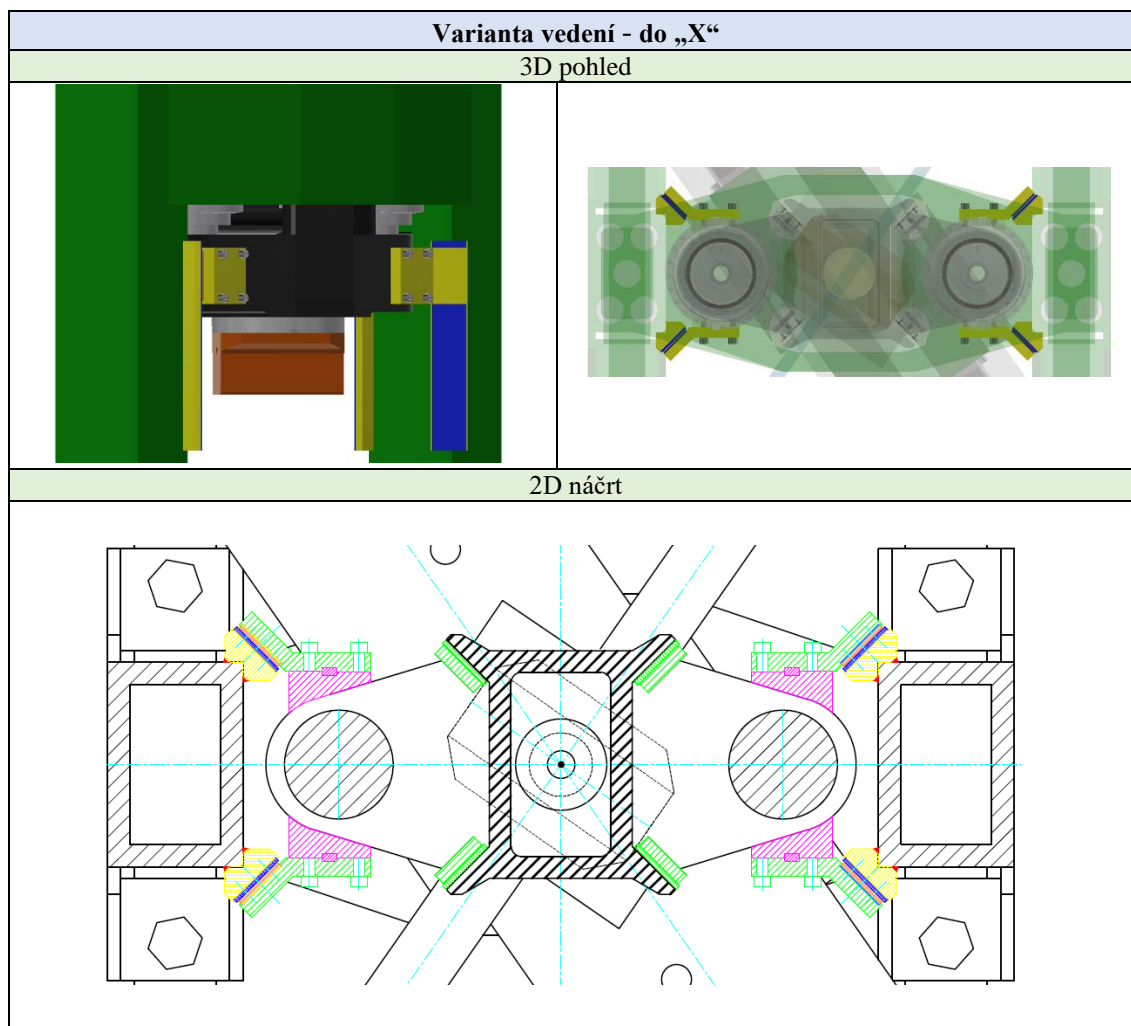 Varianta vedení - do „X“
3D pohled
2D náčrt